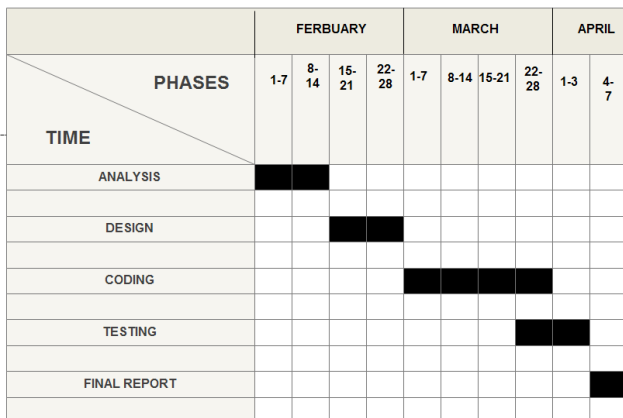 FERBUARY MARCH APRIL
PHASES
TIME
1-7 8-14 15-21 22-28 1-7 8-14 15-21 22-28 1-3 4-7
ANALYSIS
DESIGN
CODING
TESTING
FINAL REPORT